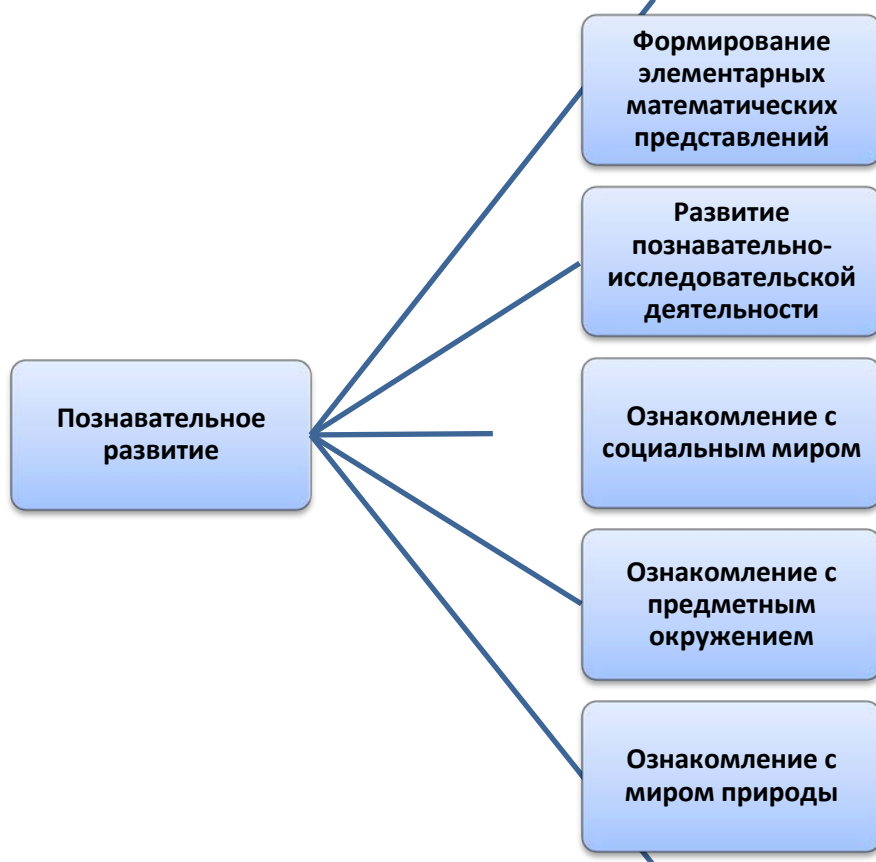 Формирование
элементарных
математических
представлений
Развитие
познавательно-
исследовательской
деятельности
Познавательное
развитие
Ознакомление с
социальным миром
Ознакомление с
предметным
окружением
Ознакомление с
миром природы